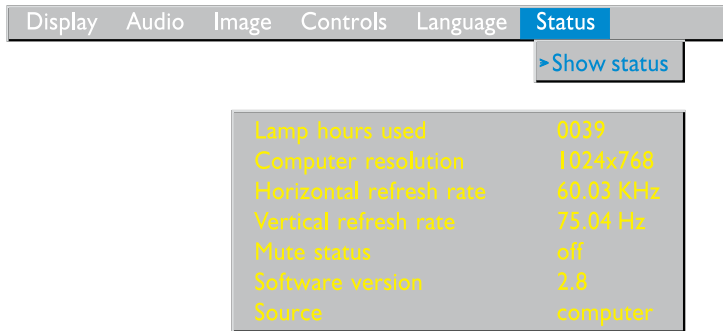 Display Audio Image Controls Language Status
➤Show status
Lamp hours used 0039
Computer resolution 1024x768
Horizontal refresh rate 60.03 KHz
Vertical refresh rate 75.04 Hz
Mute status off
Software version 2.8
Source computer